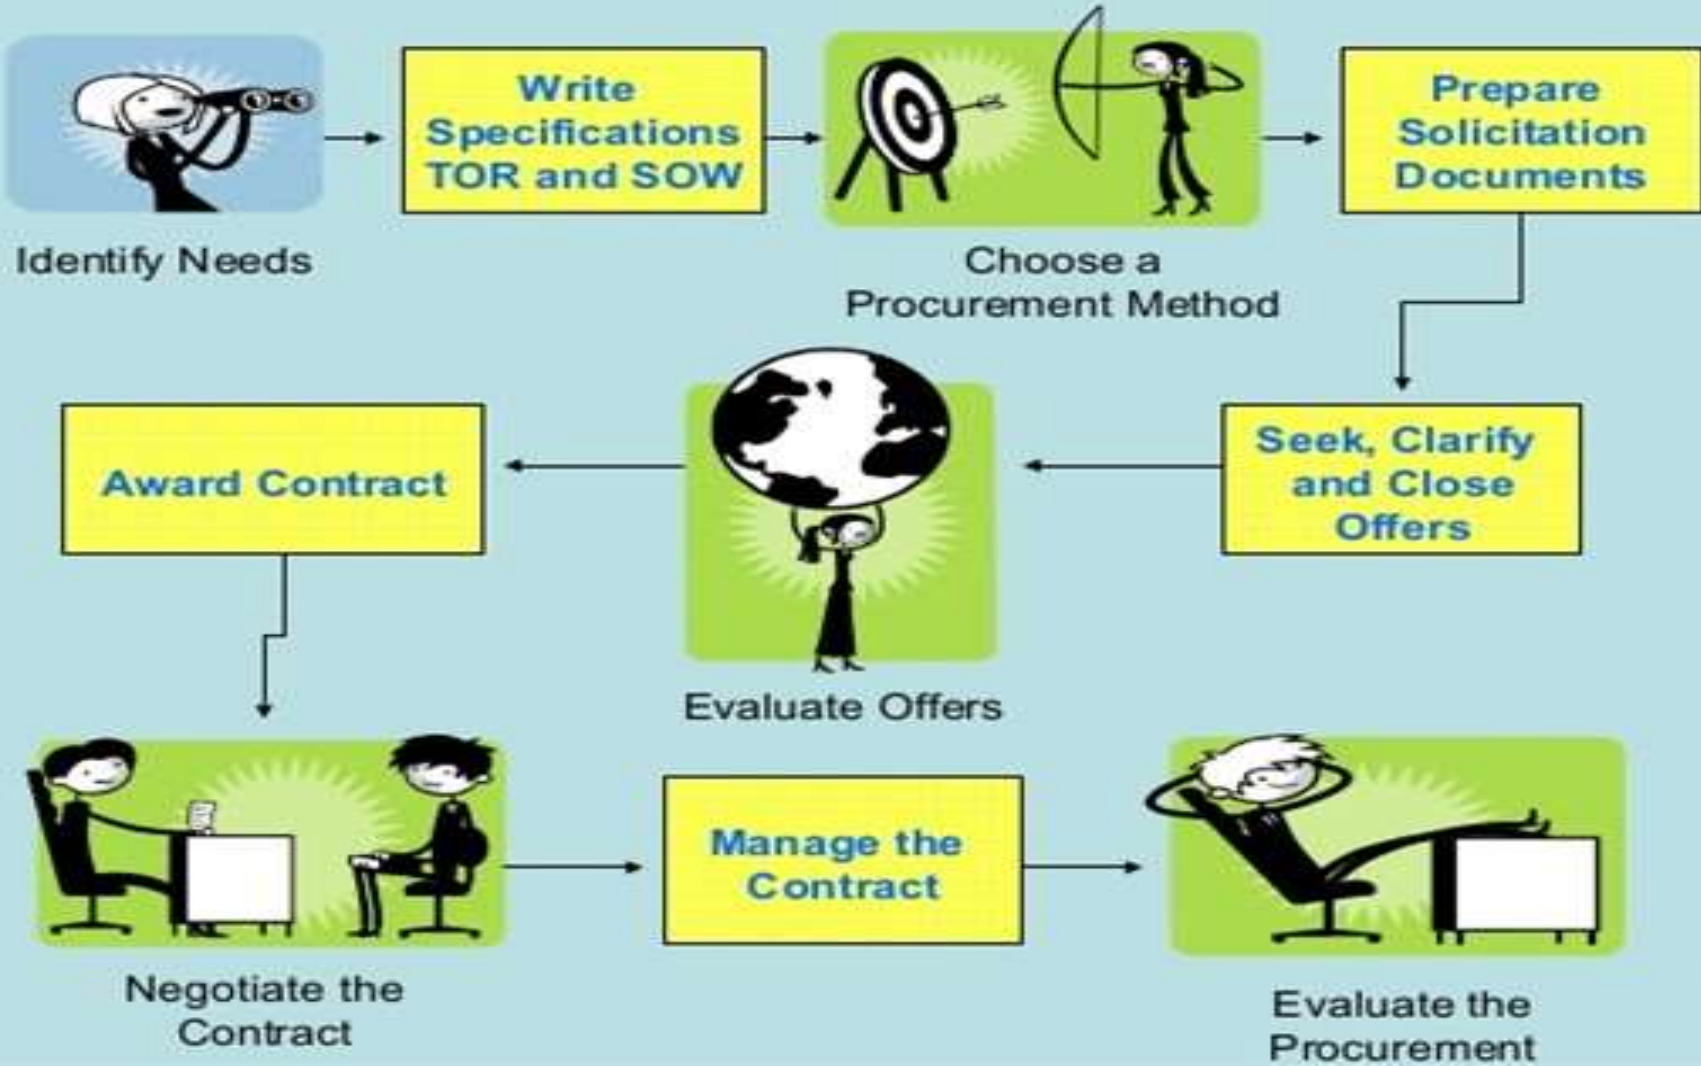 Identify Needs
Write
Specifications
TOR and SOW
Choose a
Procurement Method
Prepare
Solicitation
Documents
Seek, Clarify
and Close
Offers
Evaluate Offers
Award Contract
Negotiate the
Contract
Manage the
Contract
Evaluate the
Procurement